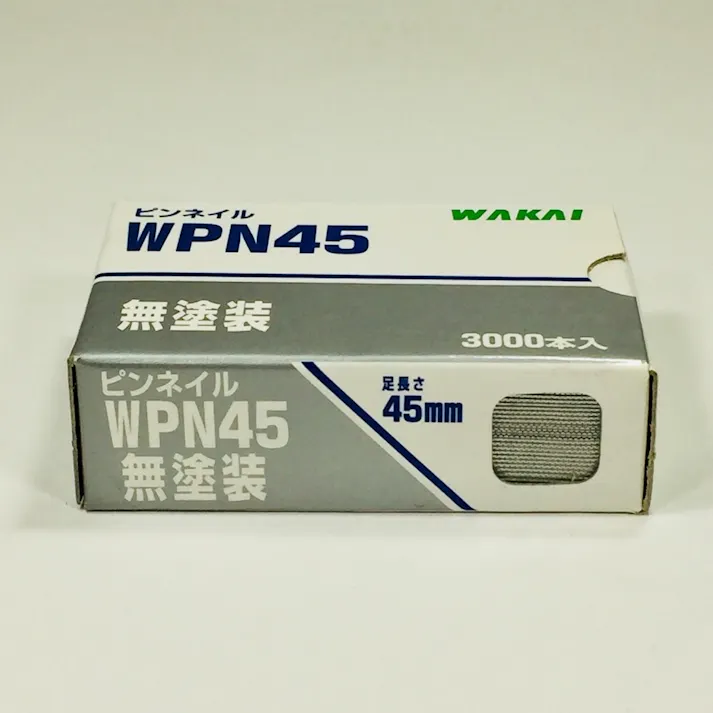 ピンネイル
WAKAI
WPN45
無塗装
3000本入
ピンネイル
WPN45
無塗装
足長さ
45mm